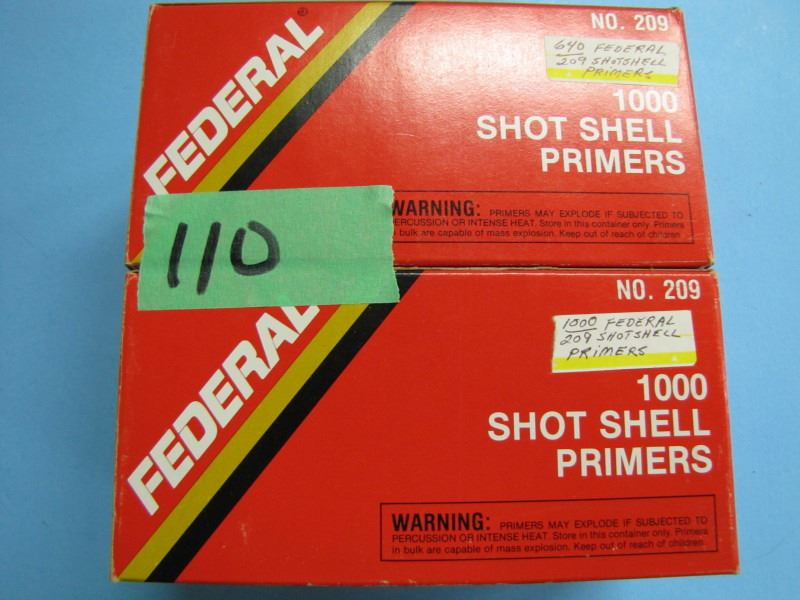 FEDERAL®
NO. 209
640 FEDERAL
209 SHOTSHELL
PRIMERS
1000
SHOT SHELL
PRIMERS
WARNING: PRIMERS MAY EXPLODE IF SUBJECTED TO
PERCUSSION OR INTENSE HEAT. Store in this container only. Primers
in bulk are capable of mass explosion. Keep out of reach of children.
110
FEDERAL
NO. 209
1000 FEDERAL
209 SHOTSHELL
PRIMERS
1000
SHOT SHELL
PRIMERS
WARNING: PRIMERS MAY EXPLODE IF SUBJECTED TO
PERCUSSION OR INTENSE HEAT. Store in this container only. Primers
in bulk are capable of mass explosion. Keep out of reach of children.